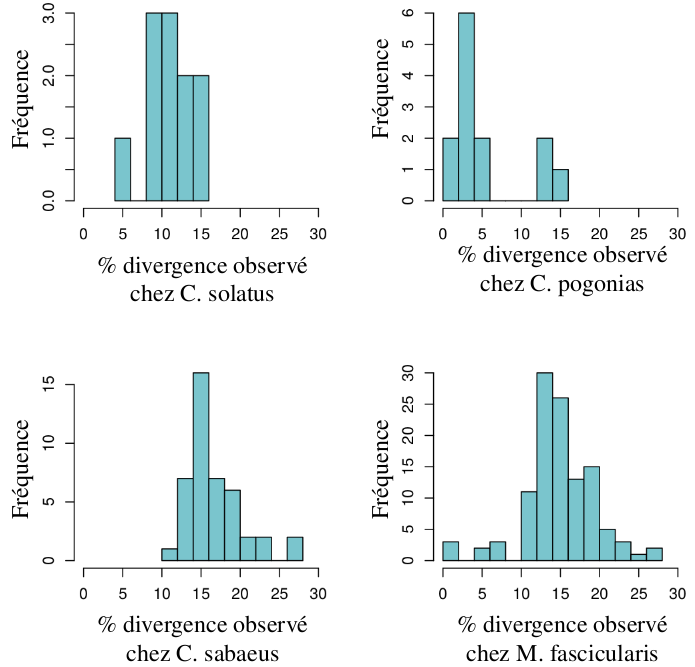 Fréquence
0.0 1.0 2.0 3.0
0 5 10 15 20 25 30
% divergence observé
chez C. solatus
Fréquence
0 1 2 3 4 5 6
0 5 10 15 20 25 30
% divergence observé
chez C. pogonias
Fréquence
0 5 10 15
0 5 10 15 20 25 30
% divergence observé
chez C. sabaeus
Fréquence
0 5 10 15 20 25 30
0 5 10 15 20 25 30
% divergence observé
chez M. fascicularis